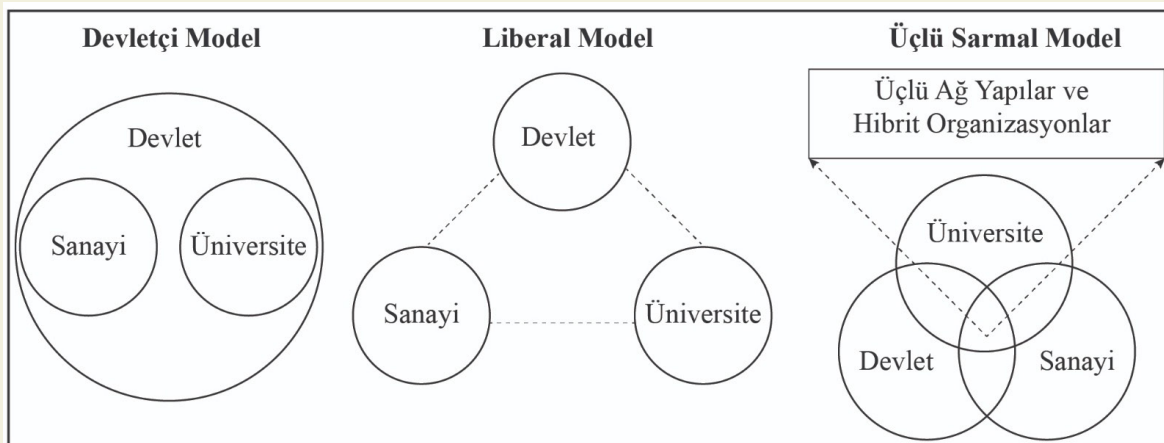 Devletçi Model
Devlet
Sanayi
Üniversite
Liberal Model
Devlet
Sanayi
Üniversite
Üçlü Sarmal Model
Üçlü Ağ Yapılar ve
Hibrit Organizasyonlar
Üniversite
Devlet
Sanayi